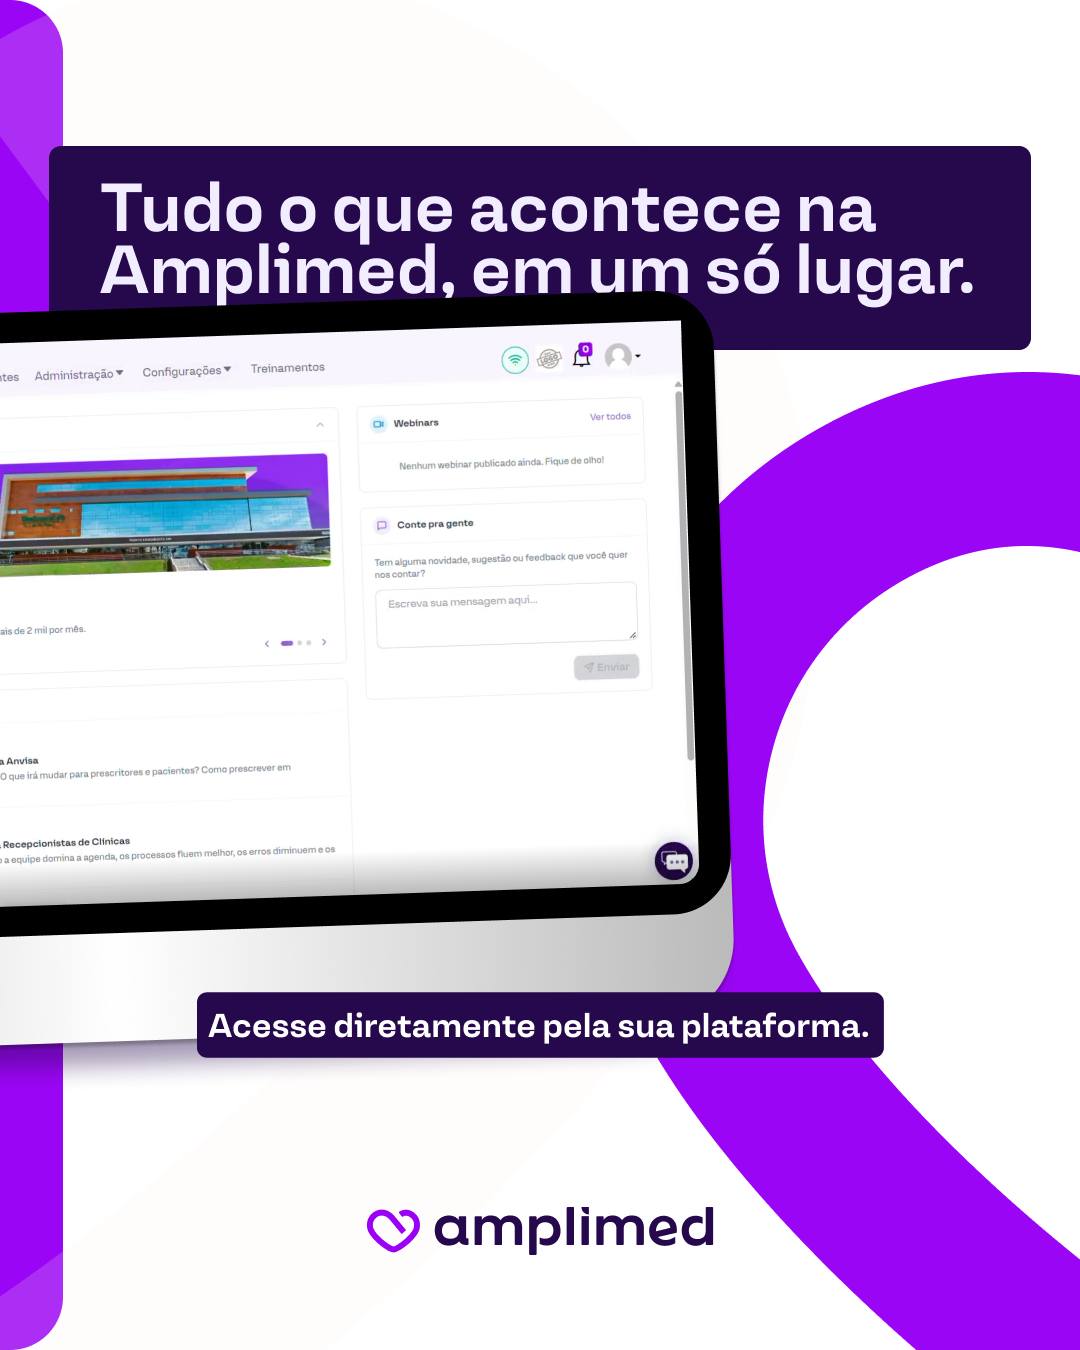 Tudo o que acontece na
Amplimed, em um só lugar.
ntes Administração Configurações Treinamentos
0
Webinars Ver todos
Nenhum webinar publicado ainda. Fique de olho!
Conte pra gente
Tem alguma novidade, sugestão ou feedback que você quer
nos contar?
Escreva sua mensagem aqui...
Enviar
ais de 2 mil por mês.
a Anvisa
O que irá mudar para prescritores e pacientes? Como prescrever em
Recepcionistas de Clínicas
o a equipe domina a agenda, os processos fluem melhor, os erros diminuem e os
Acesse diretamente pela sua plataforma.
amplimed